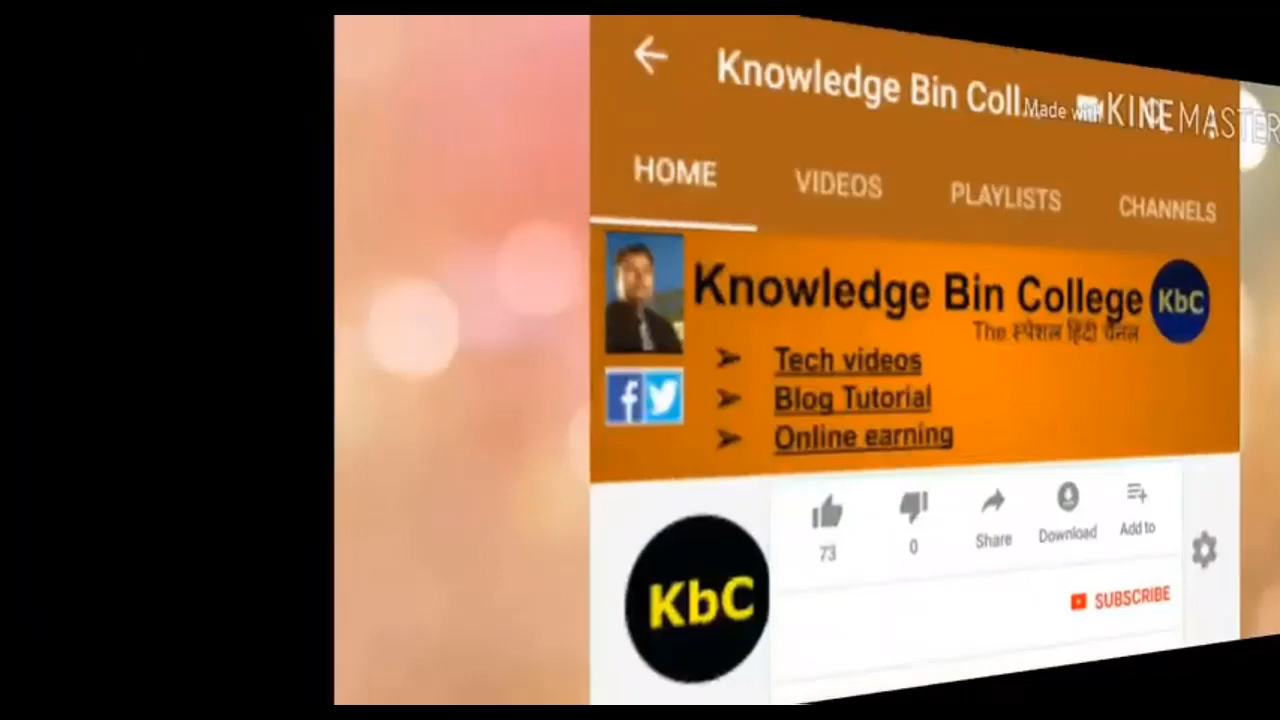 Knowledge Bin Coll...
Made with KINEMASTER
HOME VIDEOS PLAYLISTS CHANNELS
Knowledge Bin College KbC
The स्पेशल हिंदी चैनल
➤ Tech videos
➤ Blog Tutorial
➤ Online earning
73 0 Share Download Add to
SUBSCRIBE
KbC